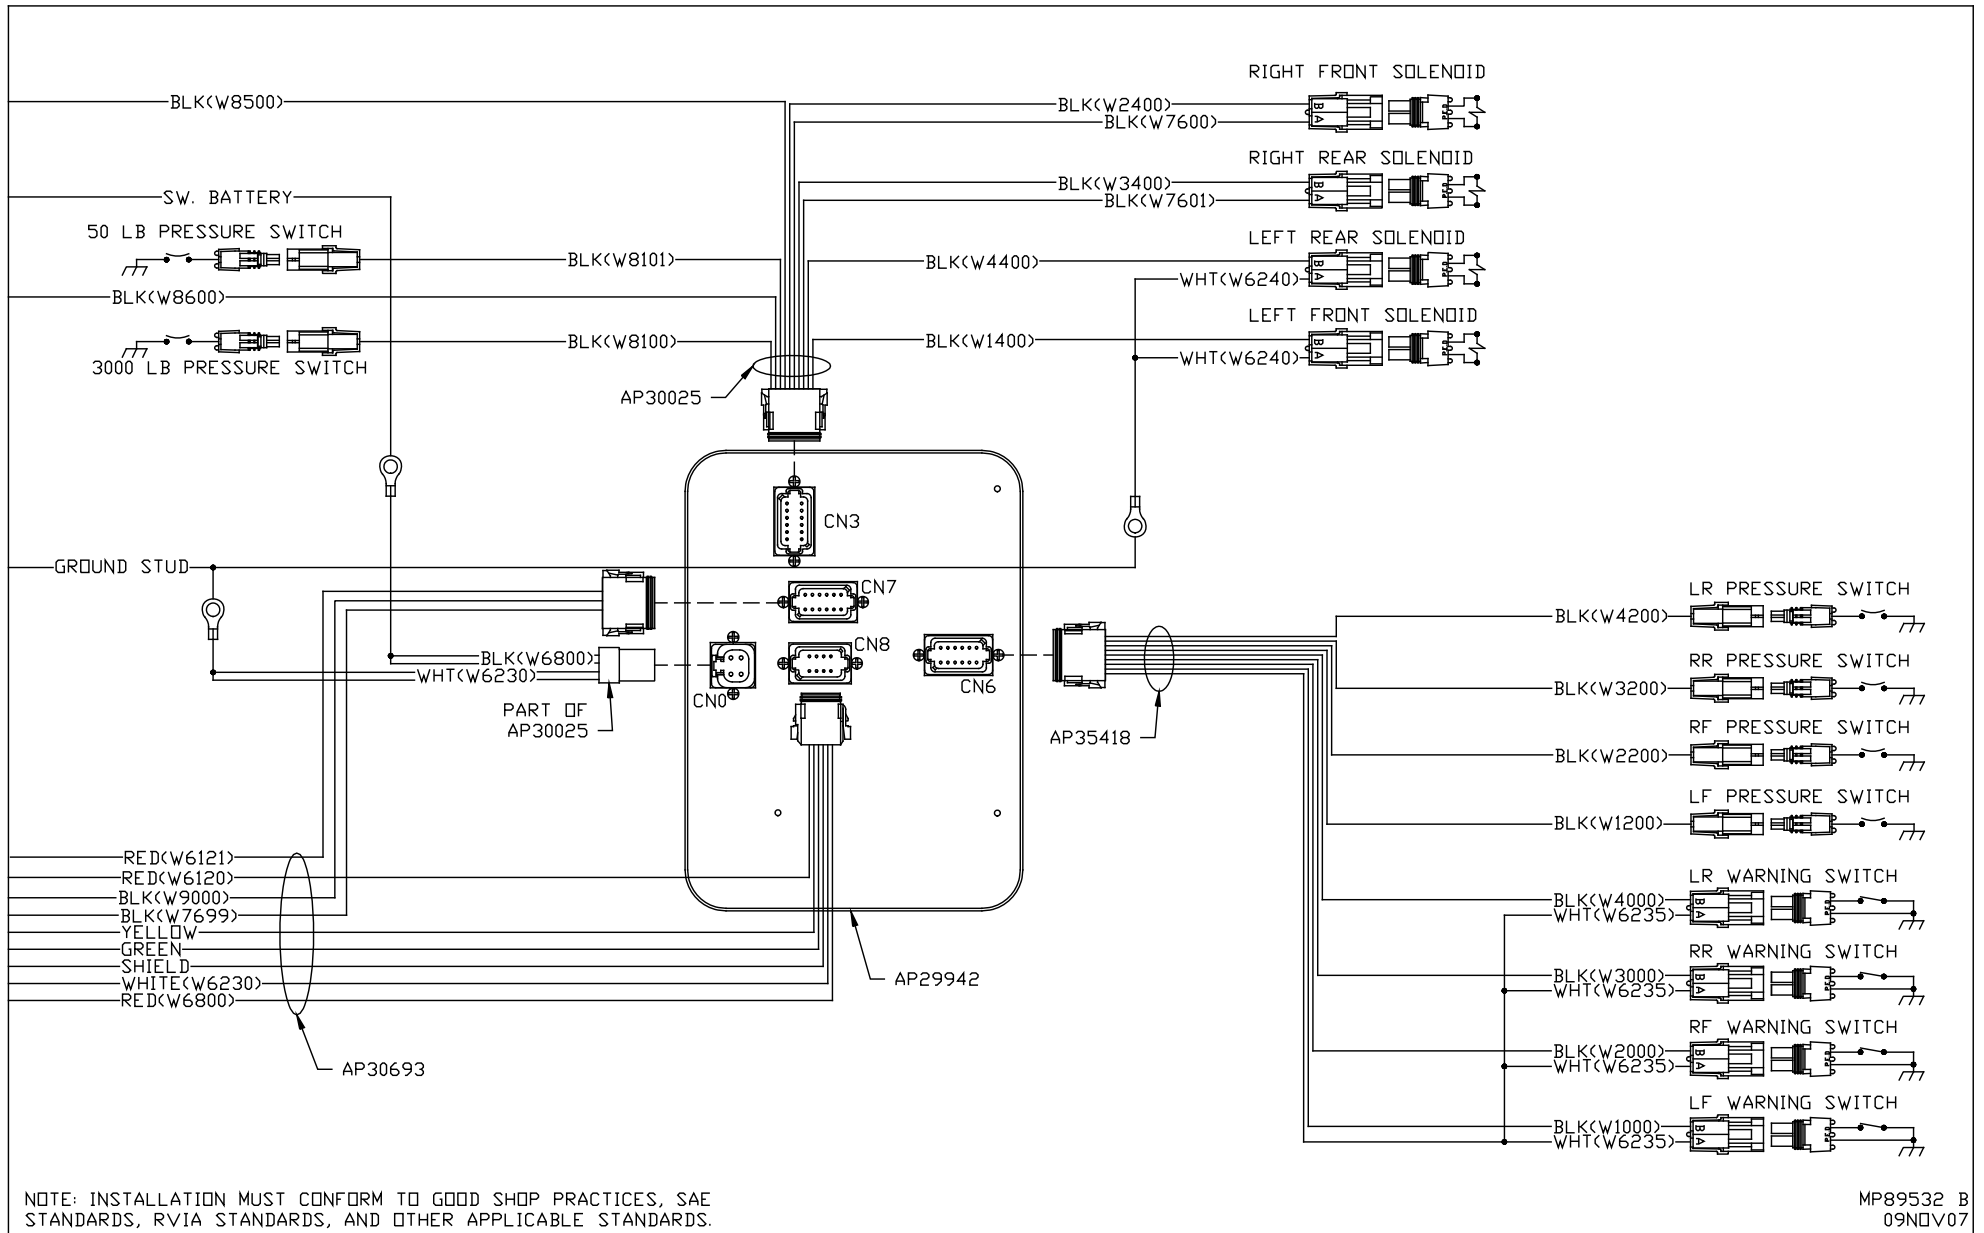 RIGHT FRONT SOLENOID
BLK(W8500)
BLK(W2400)
BLK(W7600)
B
A
RIGHT REAR SOLENOID
SW. BATTERY
BLK(W3400)
BLK(W7601)
B
A
50 LB PRESSURE SWITCH
LEFT REAR SOLENOID
BLK(W8101)
BLK(W4400)
WHT(W6240)
B
A
BLK(W8600)
LEFT FRONT SOLENOID
BLK(W8100)
BLK(W1400)
WHT(W6240)
B
A
3000 LB PRESSURE SWITCH
AP30025
CN3
GROUND STUD
CN7
LR PRESSURE SWITCH
BLK(W4200)
CN8
BLK(W6800)
WHT(W6230)
CN6
CN0
RR PRESSURE SWITCH
BLK(W3200)
PART OF
AP30025
AP35418
RF PRESSURE SWITCH
BLK(W2200)
LF PRESSURE SWITCH
BLK(W1200)
RED(W6121)
RED(W6120)
BLK(W9000)
BLK(W7699)
YELLOW
GREEN
SHIELD
WHITE(W6230)
RED(W6800)
LR WARNING SWITCH
BLK(W4000)
WHT(W6235)
B
A
AP29942
RR WARNING SWITCH
BLK(W3000)
WHT(W6235)
B
A
AP30693
RF WARNING SWITCH
BLK(W2000)
WHT(W6235)
B
A
LF WARNING SWITCH
BLK(W1000)
WHT(W6235)
B
A
NOTE: INSTALLATION MUST CONFORM TO GOOD SHOP PRACTICES, SAE
STANDARDS, RVIA STANDARDS, AND OTHER APPLICABLE STANDARDS.
MP89532 B
09NOV07